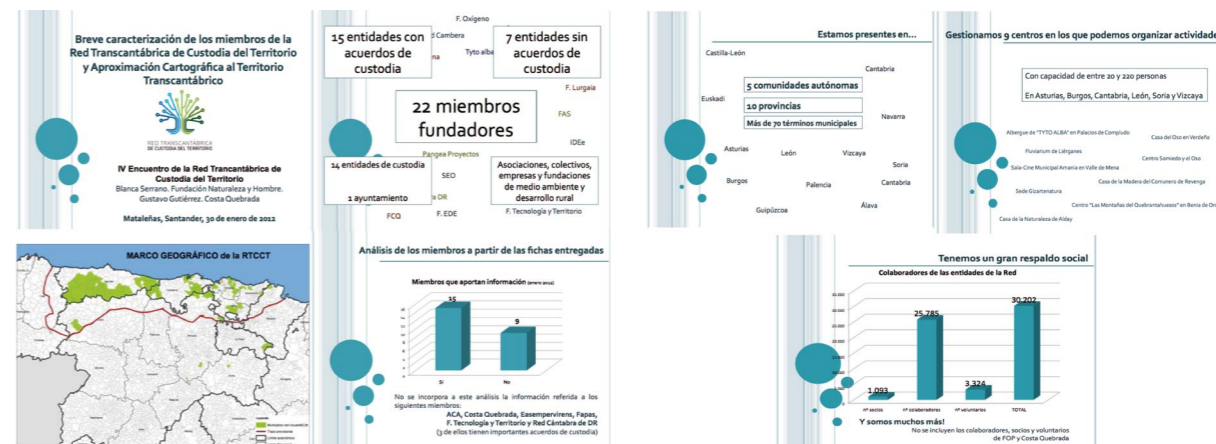 Breve caracterización de los miembros de la
Red Transcantábrica de Custodia del Territorio
y Aproximación Cartográfica al Territorio
Transcantábrico
RED TRANSCANTÁBRICA
DE CUSTODIA DEL TERRITORIO
IV Encuentro de la Red Trancantábrica de
Custodia del Territorio
Blanca Serrano. Fundación Naturaleza y Hombre.
Gustavo Gutiérrez. Costa Quebrada
Mataleñas, Santander, 30 de enero de 2012
F. Oxígeno
15 entidades con
acuerdos de
custodia
Cambera
na
Tyto alba
7 entidades sin
acuerdos de
custodia
F. Lurgaia
22 miembros
fundadores
FAS
IDEe
Pangea Proyectos
14 entidades de custodia
1 ayuntamiento
SEO
DR
Asociaciones, colectivos,
empresas y fundaciones
de medio ambiente y
desarrollo rural
FCQ
F. EDE
F. Tecnología y Territorio
Estamos presentes en...
Castilla-León
Cantabria
5 comunidades autónomas
Euskadi
10 provincias
Navarra
Más de 70 términos municipales
Asturias
León
Vizcaya
Soria
Burgos
Palencia
Cantabria
Guipúzcoa
Álava
Gestionamos 9 centros en los que podemos organizar actividade
Con capacidad de entre 20 y 220 personas
En Asturias, Burgos, Cantabria, León, Soria y Vizcaya
Albergue de "TYTO ALBA" en Palacios de Compludo
Casa del Oso en Verdeña
Fluviarium de Liérganes
Centro Somiedo y el Oso
Sala-Cine Municipal Amania en Valle de Mena
Casa de la Madera del Comunero de Revenga
Sede Gizartenatura
Centro "Las Montañas del Quebrantahuesos" en Benia de On
Casa de la Naturaleza de Alday
MARCO GEOGRÁFICO de la RTCCT
Análisis de los miembros a partir de las fichas entregadas
Miembros que aportan información (enero 2012)
15
9
Sí
No
No se incorpora a este análisis la información referida a los
siguientes miembros:
ACA, Costa Quebrada, Easempervirens, Fapas,
F. Tecnología y Territorio y Red Cántabra de DR
(3 de ellos tienen importantes acuerdos de custodia)
Tenemos un gran respaldo social
Colaboradores de las entidades de la Red
1.093
25.785
3.324
30.202
nº socios
nº colaboradores
nº voluntarios
TOTAL
Y somos muchos más!
No se incluyen los colaboradores, socios y voluntarios
de FOP y Costa Quebrada